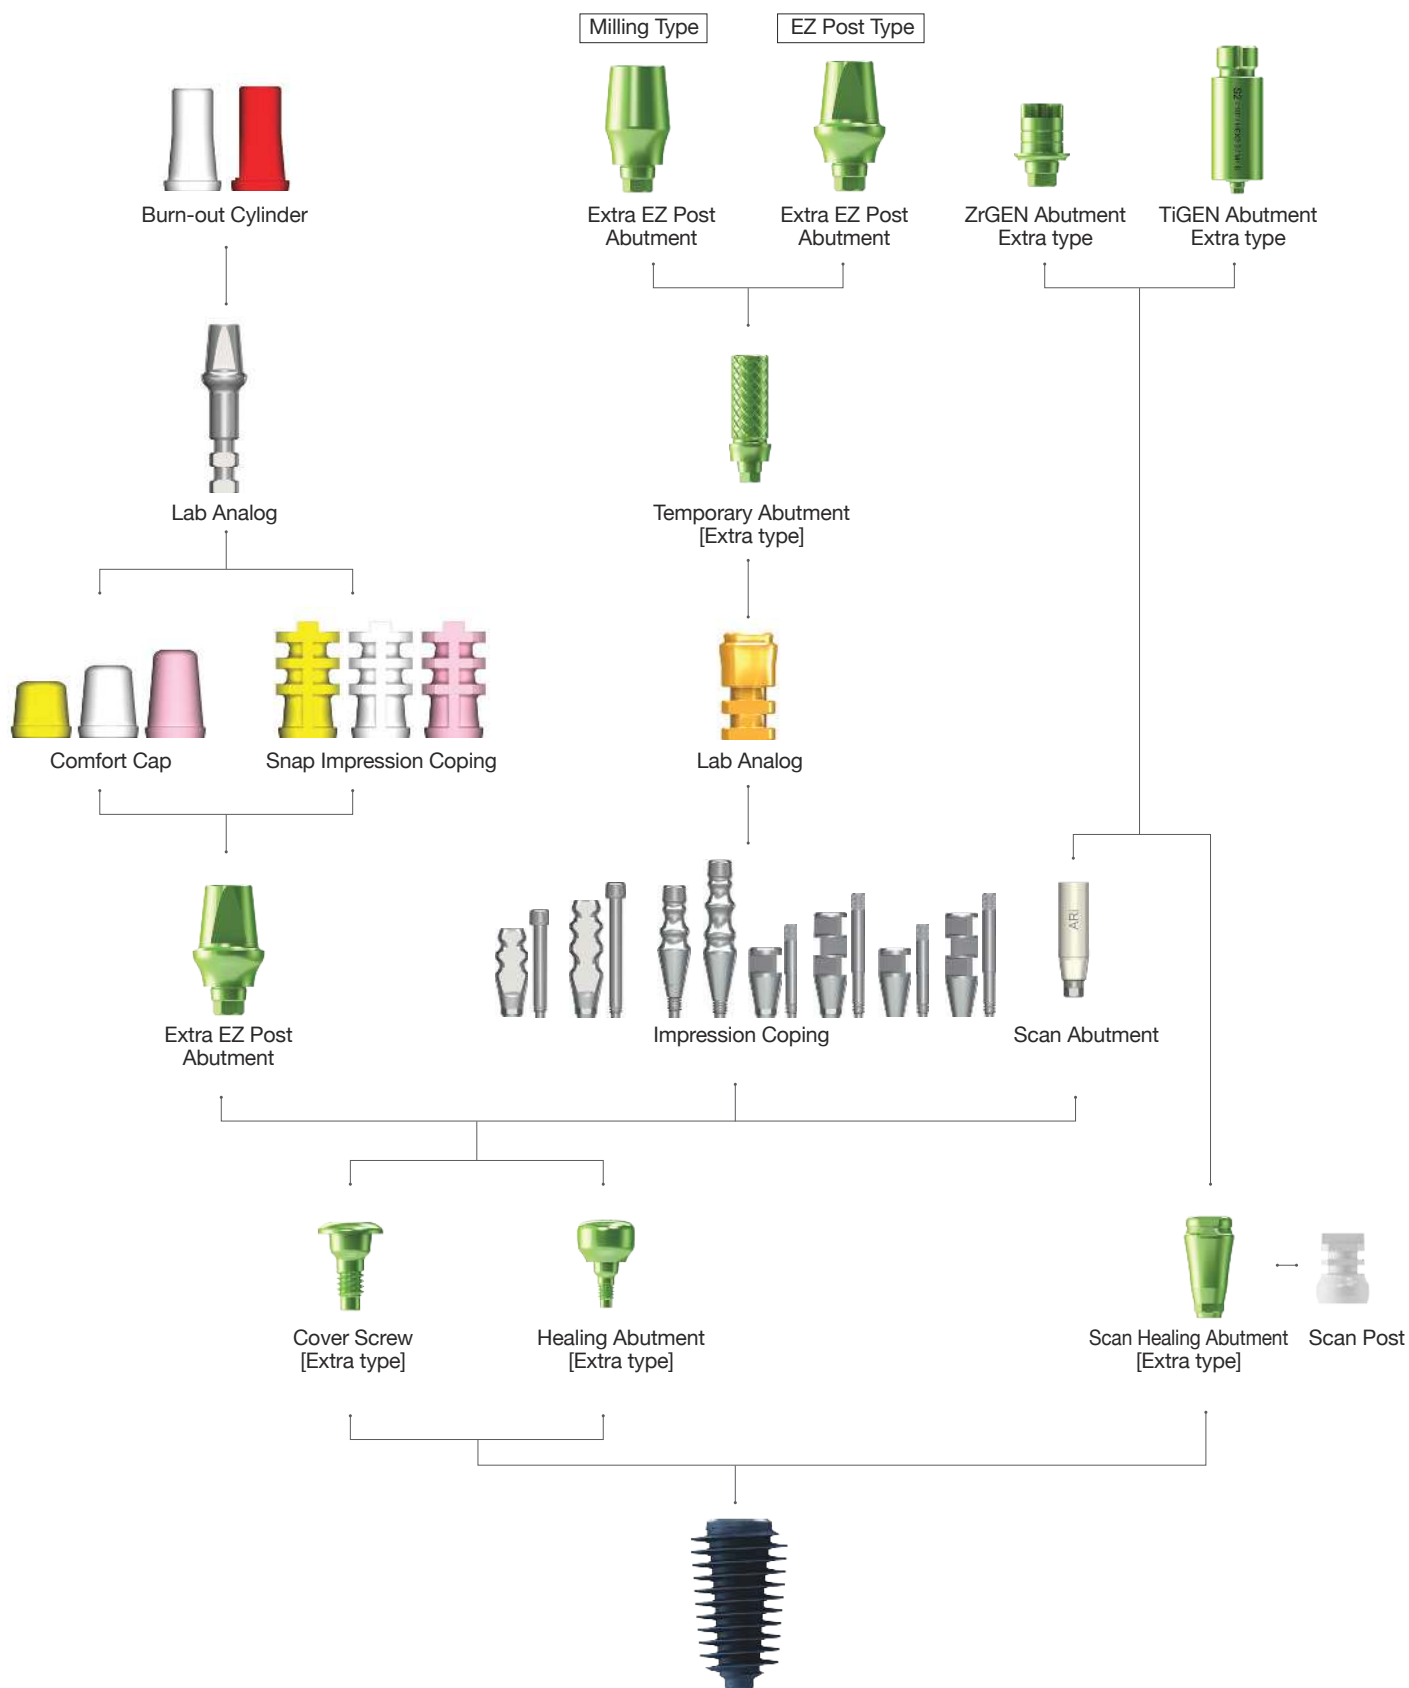 Milling Type
EZ Post Type
Burn-out Cylinder
Extra EZ Post
Abutment
Extra EZ Post
Abutment
ZrGEN Abutment
Extra type
TiGEN Abutment
Extra type
Lab Analog
Temporary Abutment
[Extra type]
Comfort Cap
Snap Impression Coping
Lab Analog
ARi
Extra EZ Post
Abutment
Impression Coping
Scan Abutment
Cover Screw
[Extra type]
Healing Abutment
[Extra type]
Scan Healing Abutment
[Extra type]
Scan Post